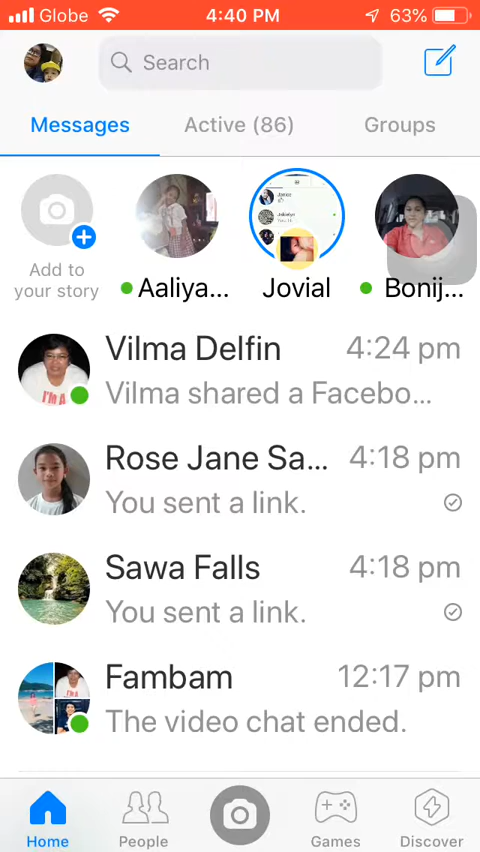 Globe 4:40 PM 63%
Search
Messages Active (86) Groups
Add to
your story
Aaliya... Jovial Bonij...
Vilma Delfin 4:24 pm
Vilma shared a Facebo...
Rose Jane Sa... 4:18 pm
You sent a link.
Sawa Falls 4:18 pm
You sent a link.
Fambam 12:17 pm
The video chat ended.
Home People Games Discover